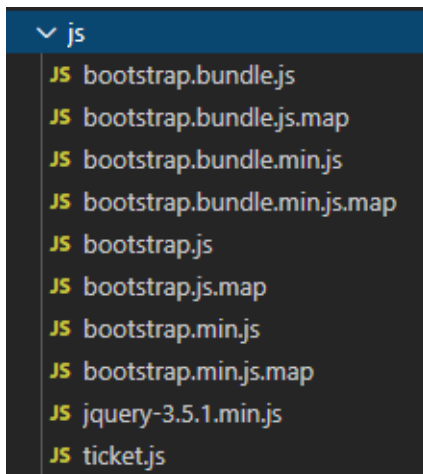 js
JS bootstrap.bundle.js
JS bootstrap.bundle.js.map
JS bootstrap.bundle.min.js
JS bootstrap.bundle.min.js.map
JS bootstrap.js
JS bootstrap.js.map
JS bootstrap.min.js
JS bootstrap.min.js.map
JS jquery-3.5.1.min.js
JS ticket.js